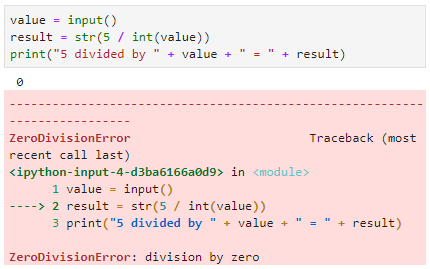 value = input()
result = str(5 / int(value))
print("5 divided by " + value + " = " + result)
0
---------------------------------------------------------
-----------------
ZeroDivisionError                         Traceback (most
recent call last)
<ipython-input-4-d3ba6166a0d9> in <module>
      1 value = input()
----> 2 result = str(5 / int(value))
      3 print("5 divided by " + value + " = " + result)
ZeroDivisionError: division by zero